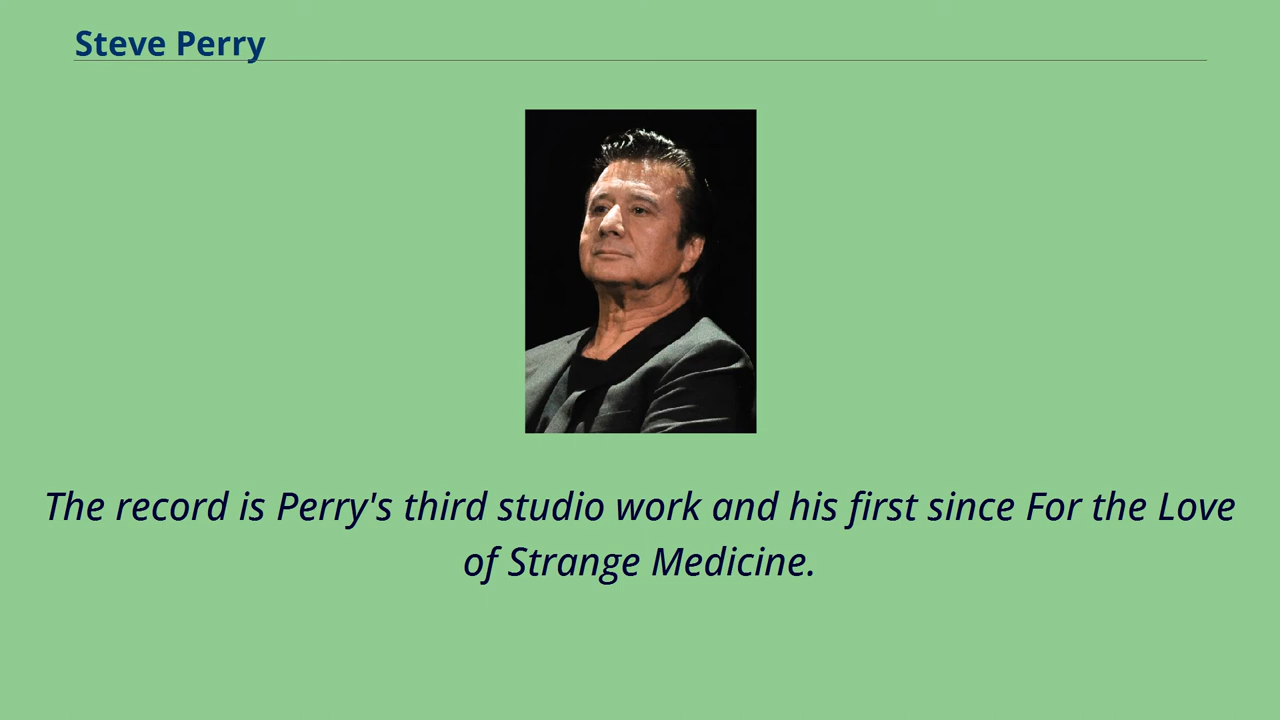 Steve Perry
The record is Perry's third studio work and his first since For the Love
of Strange Medicine.